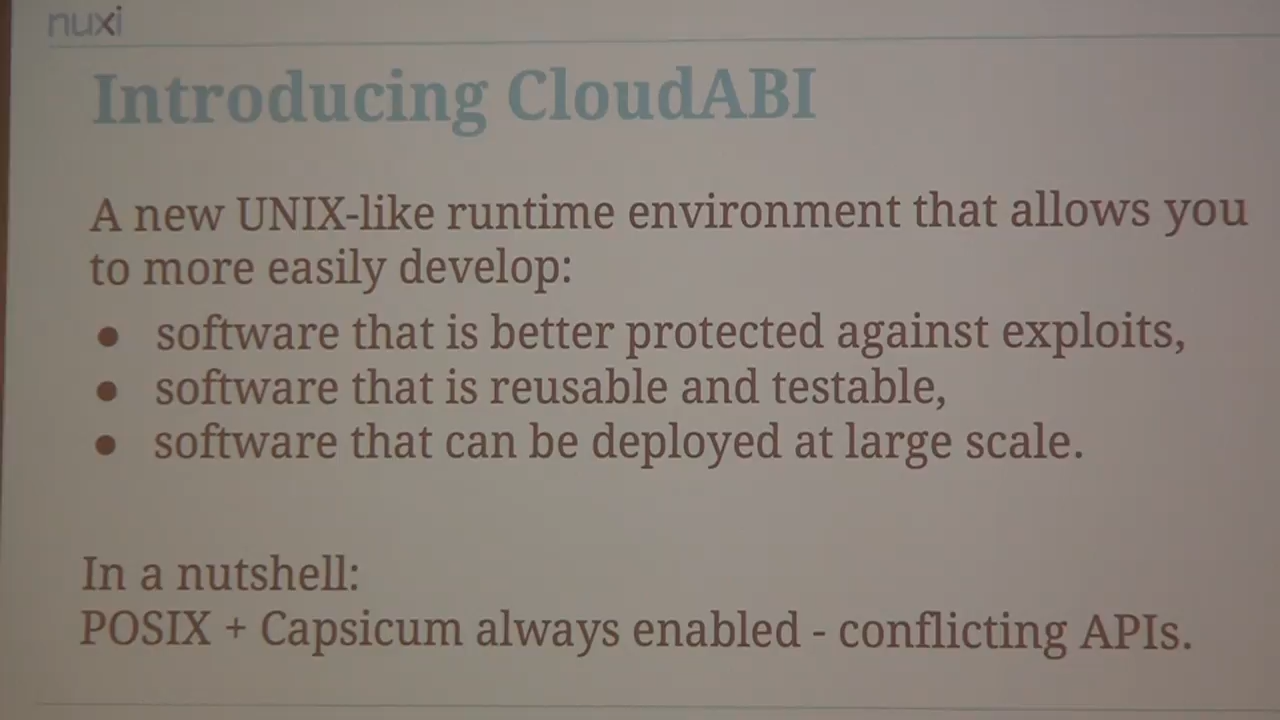 nuxi
Introducing CloudABI
A new UNIX-like runtime environment that allows you
to more easily develop:
● software that is better protected against exploits,
● software that is reusable and testable,
● software that can be deployed at large scale.
In a nutshell:
POSIX + Capsicum always enabled - conflicting APIs.